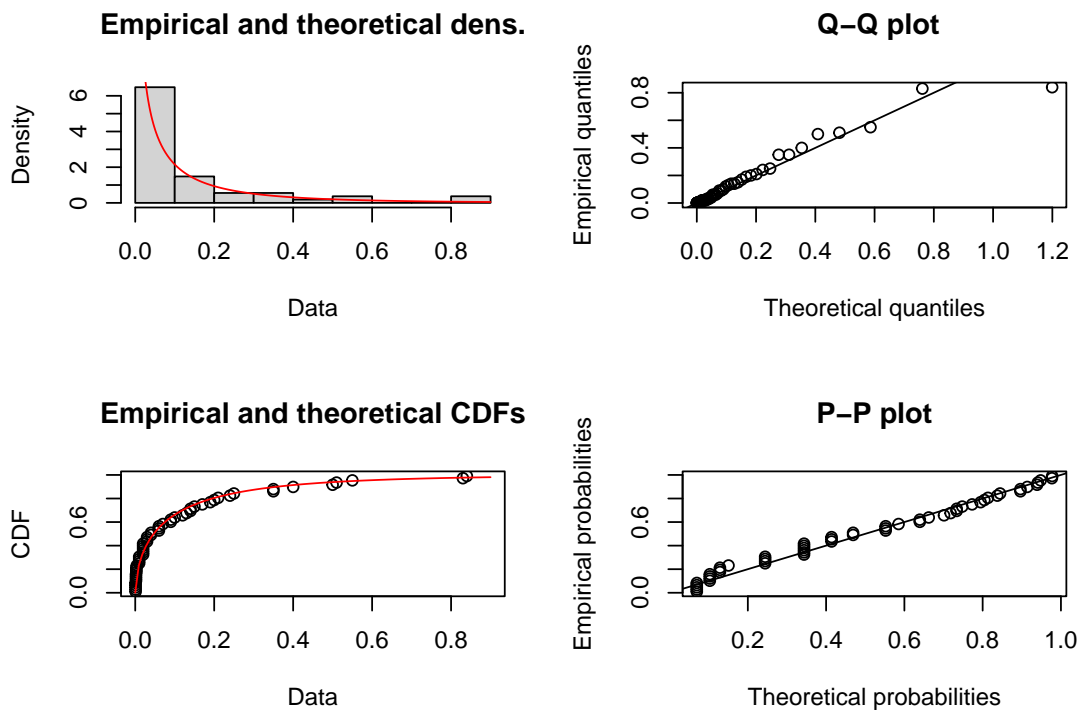 Empirical and theoretical dens.
Density
0 2 4 6
0.0 0.2 0.4 0.6 0.8
Data
Q−Q plot
Empirical quantiles
0.0 0.4 0.8
0.0 0.2 0.4 0.6 0.8 1.0 1.2
Theoretical quantiles
Empirical and theoretical CDFs
CDF
0.0 0.6
0.0 0.2 0.4 0.6 0.8
Data
P−P plot
Empirical probabilities
0.0 0.6
0.2 0.4 0.6 0.8 1.0
Theoretical probabilities